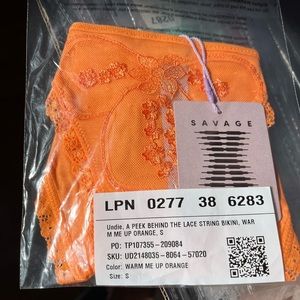 SAVAGE
LPN 0277 38 6283
Undie, A PEEK BEHIND THE LACE STRING BIKINI, WAR
M ME UP ORANGE, S
PO: TP107355-209084
SKU: UD2148035-8064-57020
Color: WARM ME UP ORANGE
Size: S